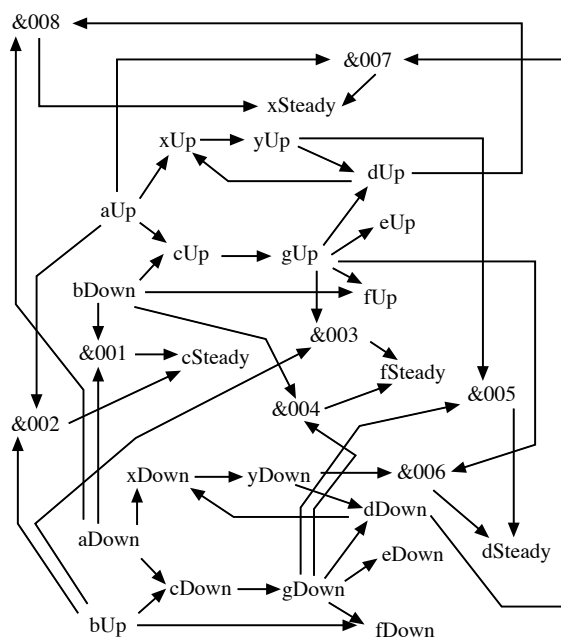 &008
&007
xSteady
xUp
yUp
dUp
aUp
eUp
cUp
gUp
bDown
fUp
&003
&001
cSteady
fSteady
&005
&004
&002
xDown
yDown
&006
dDown
aDown
dSteady
eDown
cDown
gDown
bUp
fDown